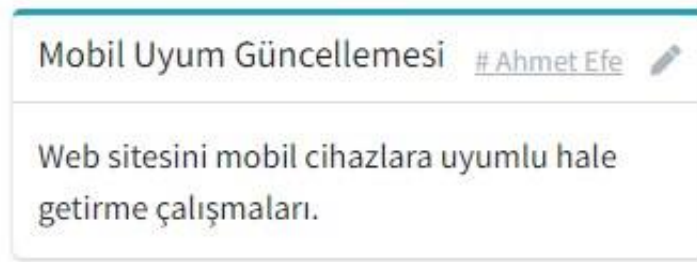 Mobil Uyum Güncellemesi # Ahmet Efe
Web sitesini mobil cihazlara uyumlu hale
getirme çalışmaları.